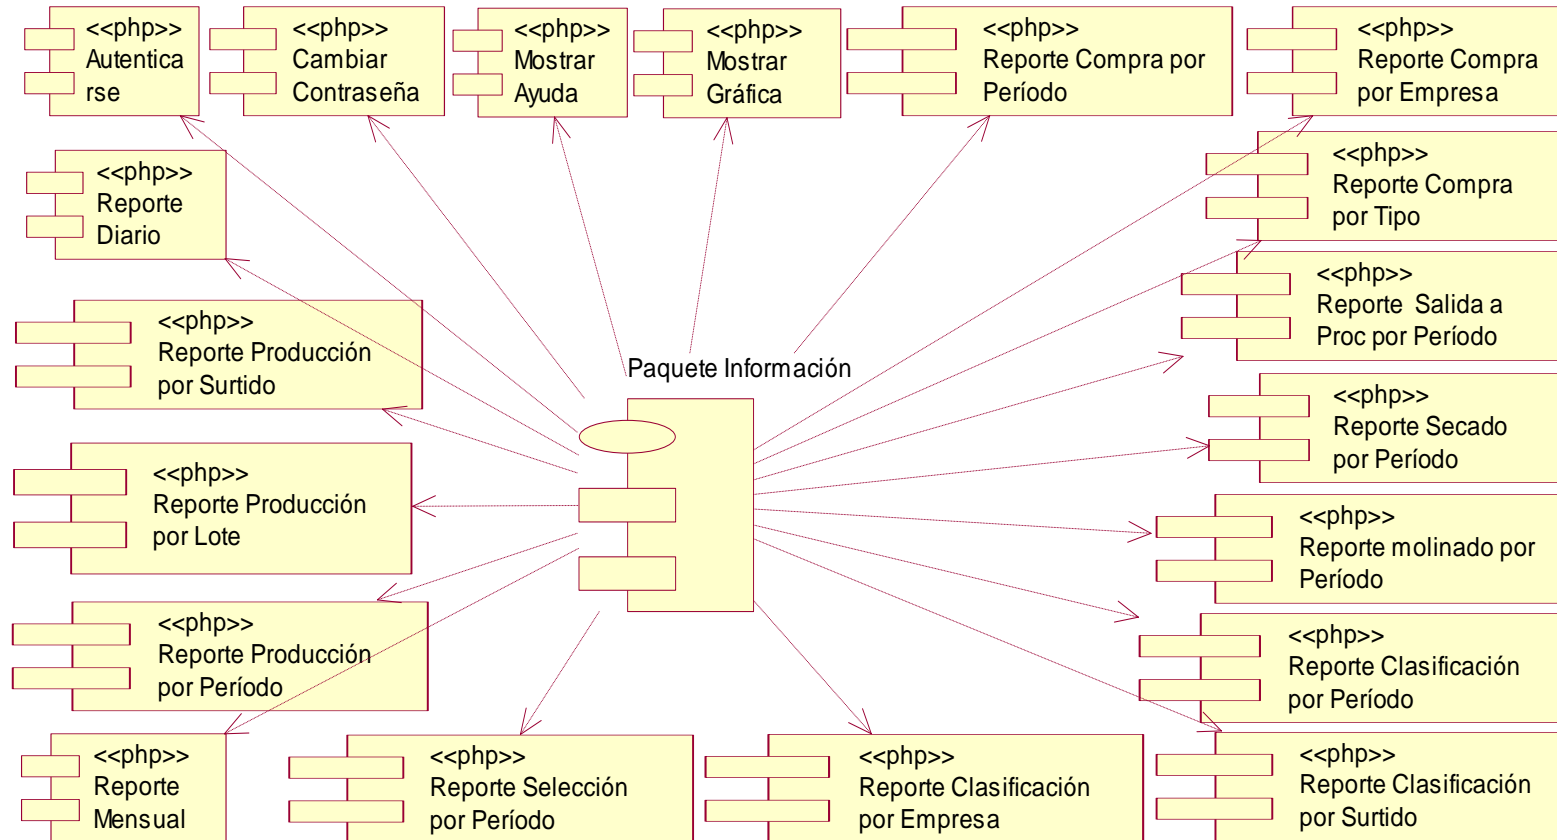 <<php>>
Autentica
rse
<<php>>
Cambiar
Contraseña
<<php>>
Mostrar
Ayuda
<<php>>
Mostrar
Gráfica
<<php>>
Reporte Compra por
Período
<<php>>
Reporte Compra
por Empresa
<<php>>
Reporte
Diario
<<php>>
Reporte Compra
por Tipo
<<php>>
Reporte Salida a
Proc por Período
<<php>>
Reporte Producción
por Surtido
Paquete Información
<<php>>
Reporte Secado
por Período
<<php>>
Reporte Producción
por Lote
<<php>>
Reporte molinado por
Período
<<php>>
Reporte Producción
por Período
<<php>>
Reporte Clasificación
por Período
<<php>>
Reporte
Mensual
<<php>>
Reporte Selección
por Período
<<php>>
Reporte Clasificación
por Empresa
<<php>>
Reporte Clasificación
por Surtido